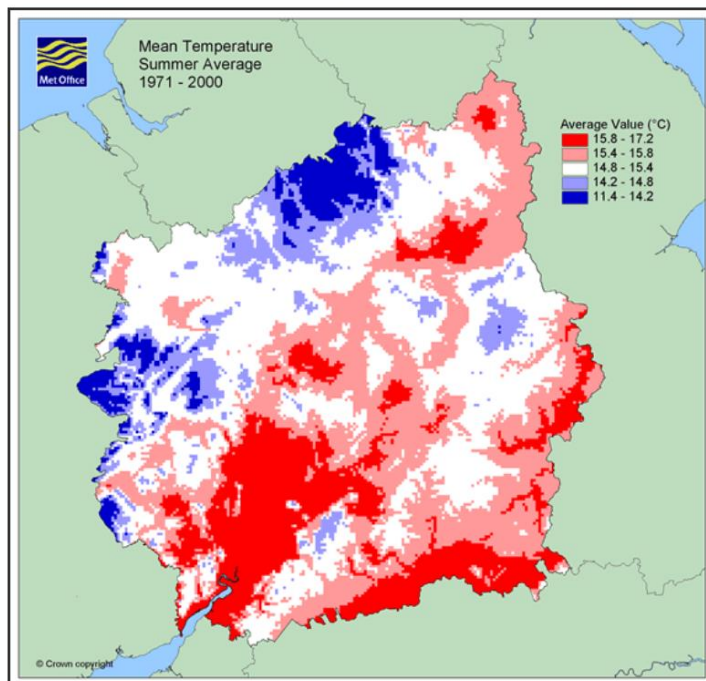 Met Office
Mean Temperature
Summer Average
1971 - 2000
Average Value (°C)
15.8 - 17.2
15.4 - 15.8
14.8 - 15.4
14.2 - 14.8
11.4 - 14.2
© Crown copyright